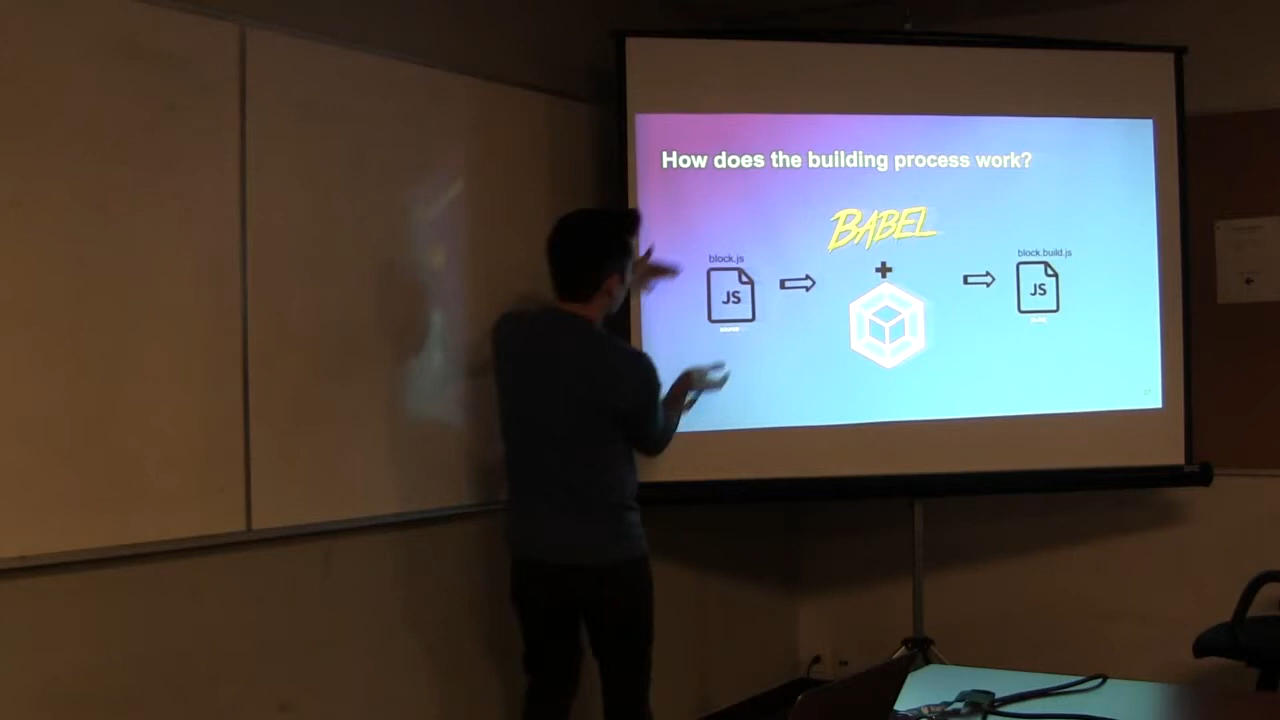 How does the building process work?
BABEL
block.js
block.build.js
+
JS
JS